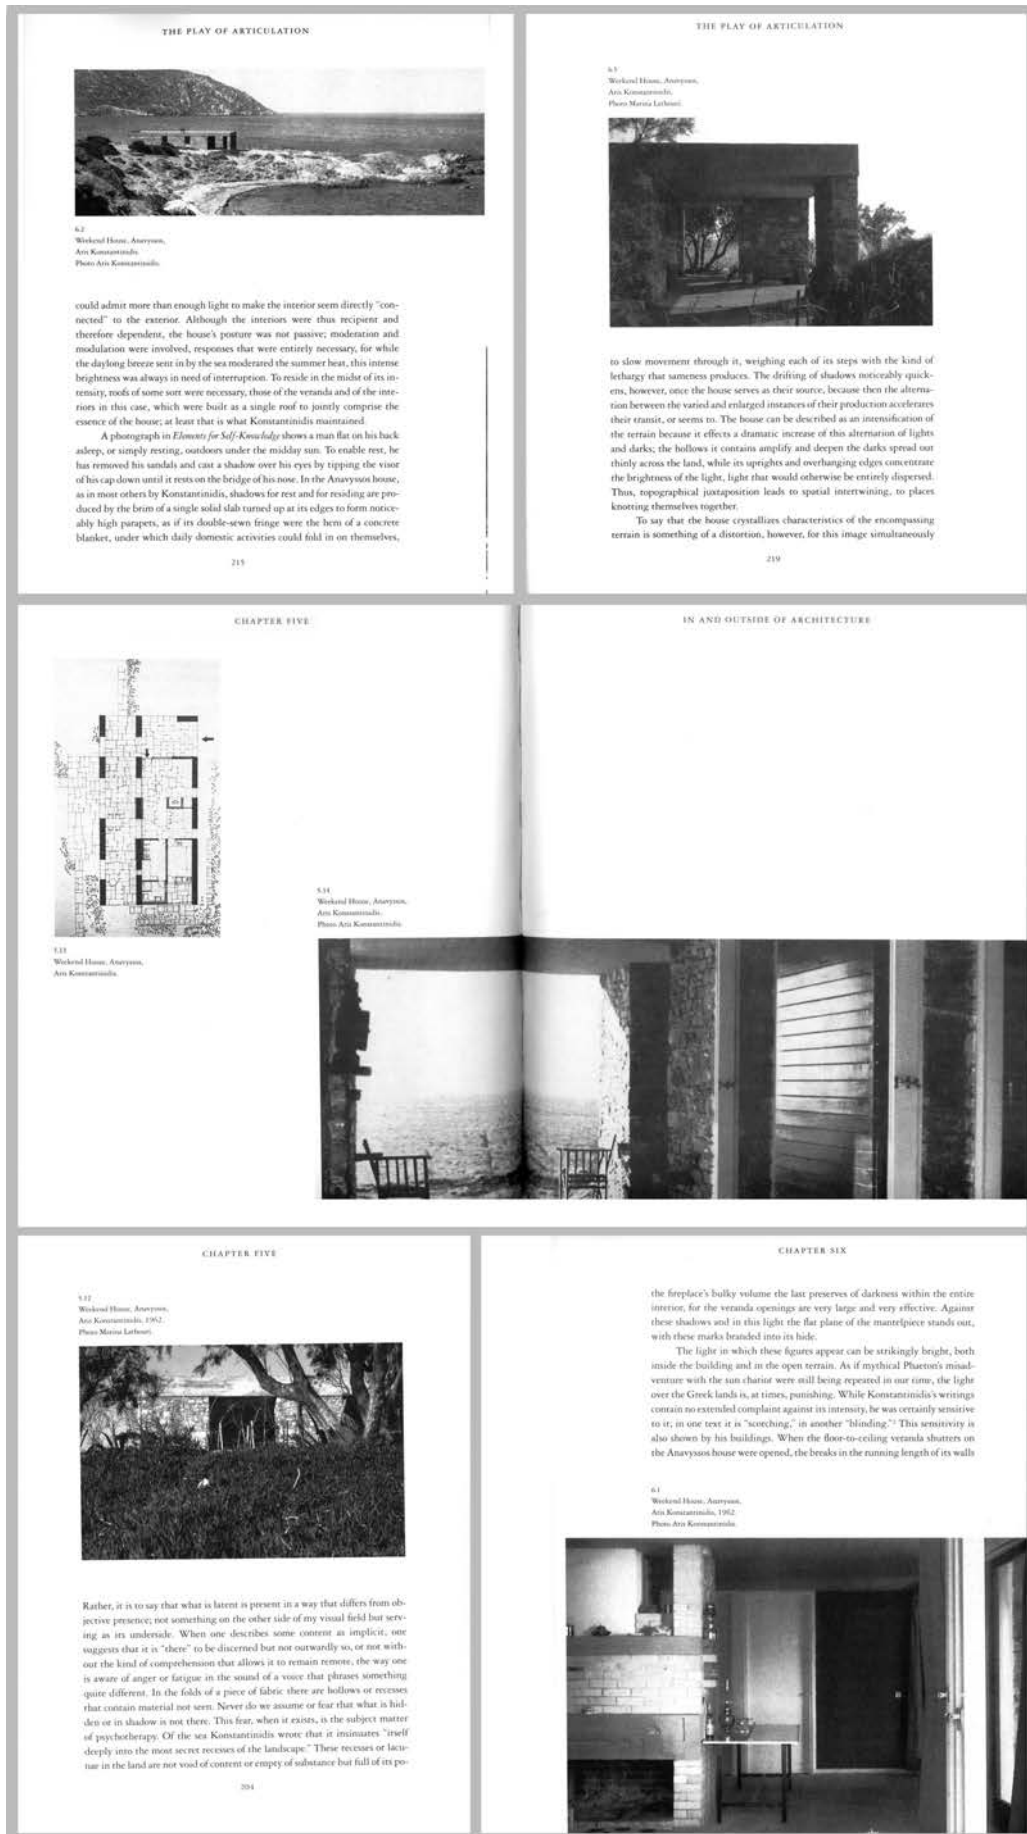 THE PLAY OF ARTICULATION
6.2
Weekend House, Anavyssos,
Aris Konstantinidis.
Photo Aris Konstantinidis.
could admit more than enough light to make the interior seem directly “con-
nected” to the exterior. Although the interiors were thus recipient and
therefore dependent, the house’s posture was not passive; moderation and
modulation were involved, responses that were entirely necessary, for while
the daylong breeze sent in by the sea moderated the summer heat, this intense
brightness was always in need of interruption. To reside in the midst of its in-
tensity, roofs of some sort were necessary, those of the veranda and of the inte-
riors in this case, which were built as a single roof to jointly comprise the
essence of the house; at least that is what Konstantinidis maintained.
A photograph in Elements for Self-Knowledge shows a man flat on his back
asleep, or simply resting, outdoors under the midday sun. To enable rest, he
has removed his sandals and cast a shadow over his eyes by tipping the visor
of his cap down until it rests on the bridge of his nose. In the Anavyssos house,
as in most others by Konstantinidis, shadows for rest and for residing are pro-
duced by the brim of a single solid slab turned up at its edges to form notice-
ably high parapets, as if its double-sewn fringe were the hem of a concrete
blanket, under which daily domestic activities could fold in on themselves,
215
THE PLAY OF ARTICULATION
Weekend House, Anavyssos,
Aris Konstantinidis.
Photo Marina Lathouri.
to slow movement through it, weighing each of its steps with the kind of
lethargy that sameness produces. The drifting of shadows noticeably quick-
ens, however, once the house serves as their source, because then the alterna-
tion between the varied and enlarged instances of their production accelerates
their transit, or seems to. The house can be described as an intensification of
the terrain because it effects a dramatic increase of this alternation of lights
and darks; the hollows it contains amplify and deepen the darks spread out
thinly across the land, while its uprights and overhanging edges concentrate
the brightness of the light, light that would otherwise be entirely dispersed.
Thus, topographical juxtaposition leads to spatial intertwining, to places
knotting themselves together.
To say that the house crystallizes characteristics of the encompassing
terrain is something of a distortion, however, for this image simultaneously
219
CHAPTER FIVE
IN AND OUTSIDE OF ARCHITECTURE
5.13
Weekend House, Anavyssos,
Aris Konstantinidis.
5.14
Weekend House, Anavyssos,
Aris Konstantinidis.
Photo Aris Konstantinidis.
CHAPTER FIVE
5.12
Weekend House, Anavyssos,
Aris Konstantinidis, 1962.
Photo Marina Lathouri.
Rather, it is to say that what is latent is present in a way that differs from ob-
jective presence; not something on the other side of my visual field but serv-
ing as its underside. When one describes some content as implicit, one
suggests that it is “there” to be discerned but not outwardly so, or not with-
out the kind of comprehension that allows it to remain remote, the way one
is aware of anger or fatigue in the sound of a voice that phrases something
quite different. In the folds of a piece of fabric there are hollows or recesses
that contain material not seen. Never do we assume or fear that what is hid-
den or in shadow is not there. This fear, when it exists, is the subject matter
of psychotherapy. Of the sea Konstantinidis wrote that it insinuates “itself
deeply into the most secret recesses of the landscape.” These recesses or lacu-
nae in the land are not void of content or empty of substance but full of its po-
204
CHAPTER SIX
the fireplace’s bulky volume the last preserves of darkness within the entire
interior, for the veranda openings are very large and very effective. Against
these shadows and in this light the flat plane of the mantelpiece stands out,
with these marks branded into its hide.
The light in which these figures appear can be strikingly bright, both
inside the building and in the open terrain. As if mythical Phaeton’s misad-
venture with the sun chariot were still being repeated in our time, the light
over the Greek lands is, at times, punishing. While Konstantinidis’s writings
contain no extended complaint against its intensity, he was certainly sensitive
to it; in one text it is “scorching,” in another “blinding.” This sensitivity is
also shown by his buildings. When the floor-to-ceiling veranda shutters on
the Anavyssos house were opened, the breaks in the running length of its walls
6.1
Weekend House, Anavyssos,
Aris Konstantinidis, 1962.
Photo Aris Konstantinidis.